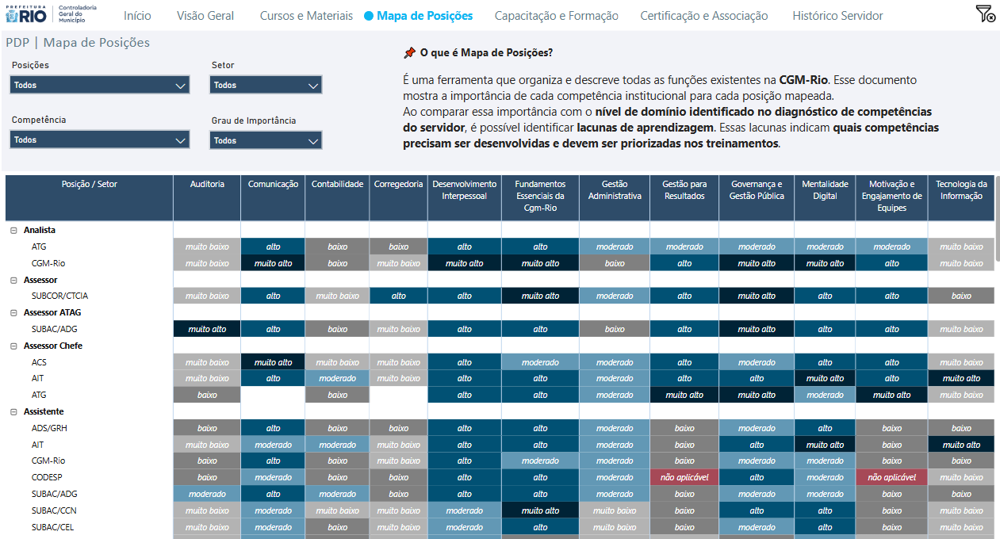 PREFEITURA
RIO
Controladoria
Geral do
Município
Início Visão Geral Cursos e Materiais Mapa de Posições Capacitação e Formação Certificação e Associação Histórico Servidor
PDP | Mapa de Posições
Posições Setor
Todos Todos
Competência Grau de Importância
Todos Todos
O que é Mapa de Posições?
É uma ferramenta que organiza e descreve todas as funções existentes na CGM-Rio. Esse documento
mostra a importância de cada competência institucional para cada posição mapeada.
Ao comparar essa importância com o nível de domínio identificado no diagnóstico de competências
do servidor, é possível identificar lacunas de aprendizagem. Essas lacunas indicam quais competências
precisam ser desenvolvidas e devem ser priorizadas nos treinamentos.
Posição / Setor Auditoria Comunicação Contabilidade Corregedoria Desenvolvimento Fundamentos Gestão Gestão para Governança e Mentalidade Motivação e Tecnologia da
Interpessoal Essenciais da Administrativa Resultados Gestão Pública Digital Engajamento de Informação
Cgm-Rio Equipes
Analista
ATG muito baixo alto baixo baixo alto alto moderado moderado moderado moderado moderado muito baixo
CGM-Rio muito baixo muito alto baixo muito baixo muito alto muito alto baixo alto muito alto muito alto alto muito baixo
Assessor
SUBCOR/CTCIA muito baixo alto muito baixo alto alto muito alto moderado alto muito alto alto alto baixo
Assessor ATAG
SUBAC/ADG muito alto alto baixo muito baixo alto alto baixo alto muito alto alto alto muito baixo
Assessor Chefe
ACS muito baixo muito alto muito baixo muito baixo alto moderado moderado alto moderado alto alto muito baixo
AIT muito baixo alto moderado muito baixo alto alto moderado alto alto muito alto alto muito alto
ATG baixo baixo alto alto moderado muito alto muito alto moderado muito alto muito baixo
Assistente
ADS/GRH baixo alto baixo baixo alto alto moderado baixo moderado alto baixo baixo
AIT muito baixo moderado moderado muito baixo alto alto moderado baixo alto muito alto baixo muito alto
CGM-Rio baixo alto baixo muito baixo alto moderado moderado baixo moderado moderado baixo baixo
CODESP baixo moderado baixo baixo alto alto moderado não aplicável alto moderado não aplicável muito baixo
SUBAC/ADG moderado alto moderado baixo alto alto moderado baixo moderado moderado baixo baixo
SUBAC/CCN muito baixo moderado muito baixo muito baixo moderado muito alto muito baixo baixo alto alto baixo muito baixo
SUBAC/CEL muito baixo moderado baixo muito baixo moderado alto muito baixo baixo moderado alto baixo muito baixo